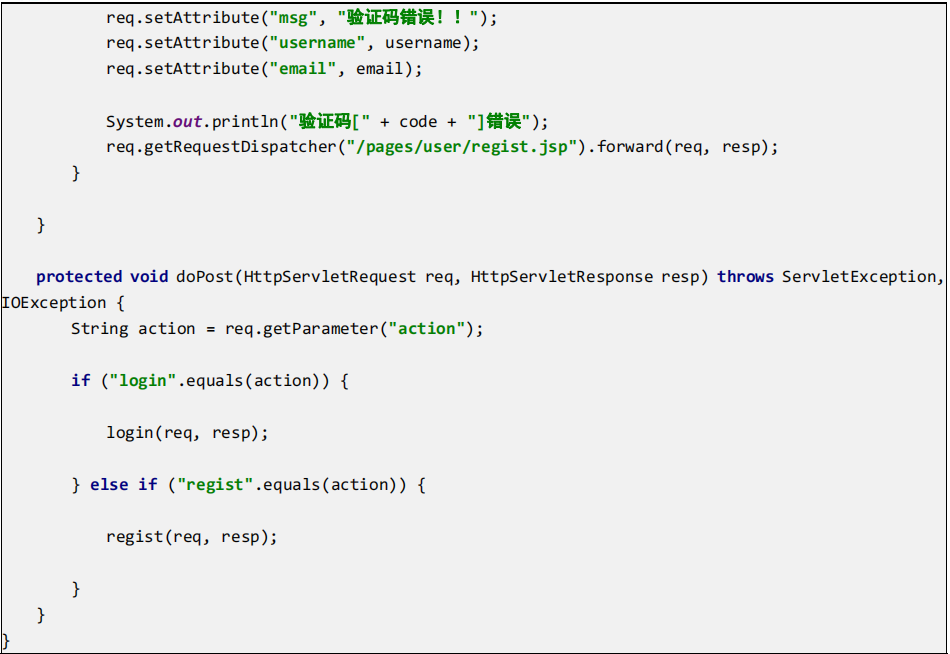 req.setAttribute("msg", "验证码错误！！");
req.setAttribute("username", username);
req.setAttribute("email", email);
System.out.println("验证码[" + code + "]错误");
req.getRequestDispatcher("/pages/user/regist.jsp").forward(req, resp);
}
}
protected void doPost(HttpServletRequest req, HttpServletResponse resp) throws ServletException,
IOException {
String action = req.getParameter("action");
if ("login".equals(action)) {
login(req, resp);
} else if ("regist".equals(action)) {
regist(req, resp);
}
}
}